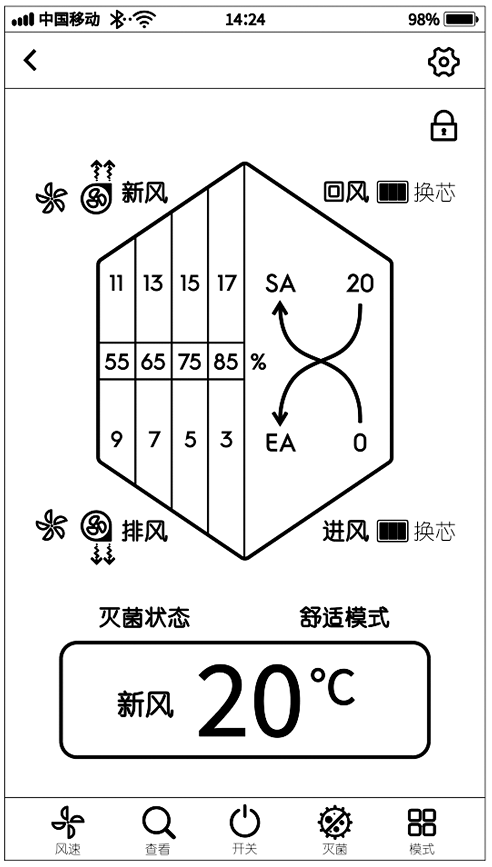 中国移动 14:24 98%
新风 回风 换芯
11 13 15 17 SA 20
55 65 75 85 %
9 7 5 3 EA 0
排风 进风 换芯
灭菌状态 舒适模式
新风 20℃
风速 查看 开关 灭菌 模式